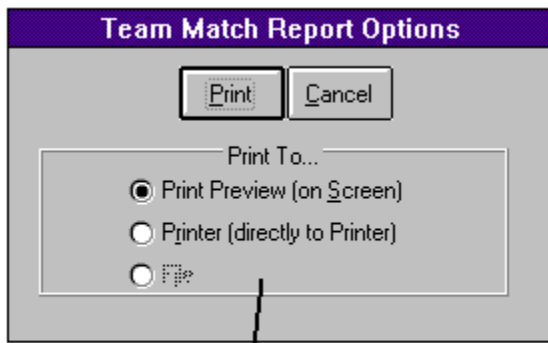 Team Match Report Options
Print Cancel
Print To...
Print Preview (on Screen)
Printer (directly to Printer)
File